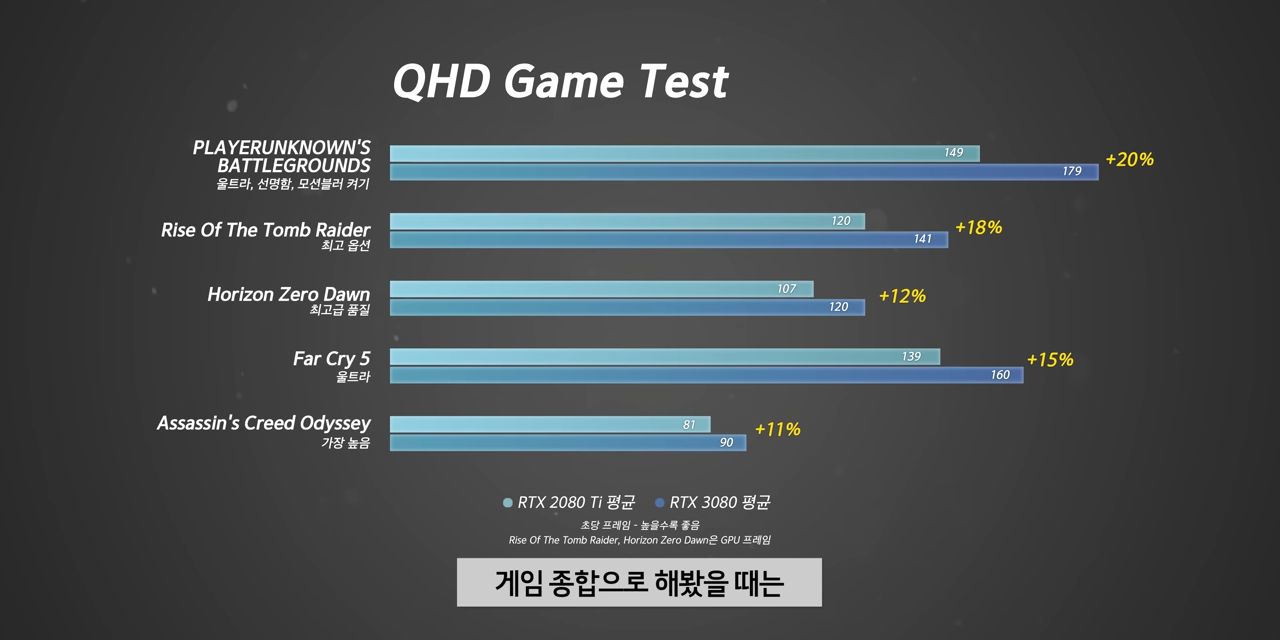 QHD Game Test
PLAYERUNKNOWN'S
BATTLEGROUNDS
울트라, 선명함, 모션블러 켜기
149
179
+20%
Rise Of The Tomb Raider
최고 옵션
120
141
+18%
Horizon Zero Dawn
최고급 품질
107
120
+12%
Far Cry 5
울트라
139
160
+15%
Assassin's Creed Odyssey
가장 높음
81
90
+11%
RTX 2080 Ti 평균 RTX 3080 평균
초당 프레임 - 높을수록 좋음
Rise Of The Tomb Raider, Horizon Zero Dawn은 GPU 프레임
게임 종합으로 해봤을 때는